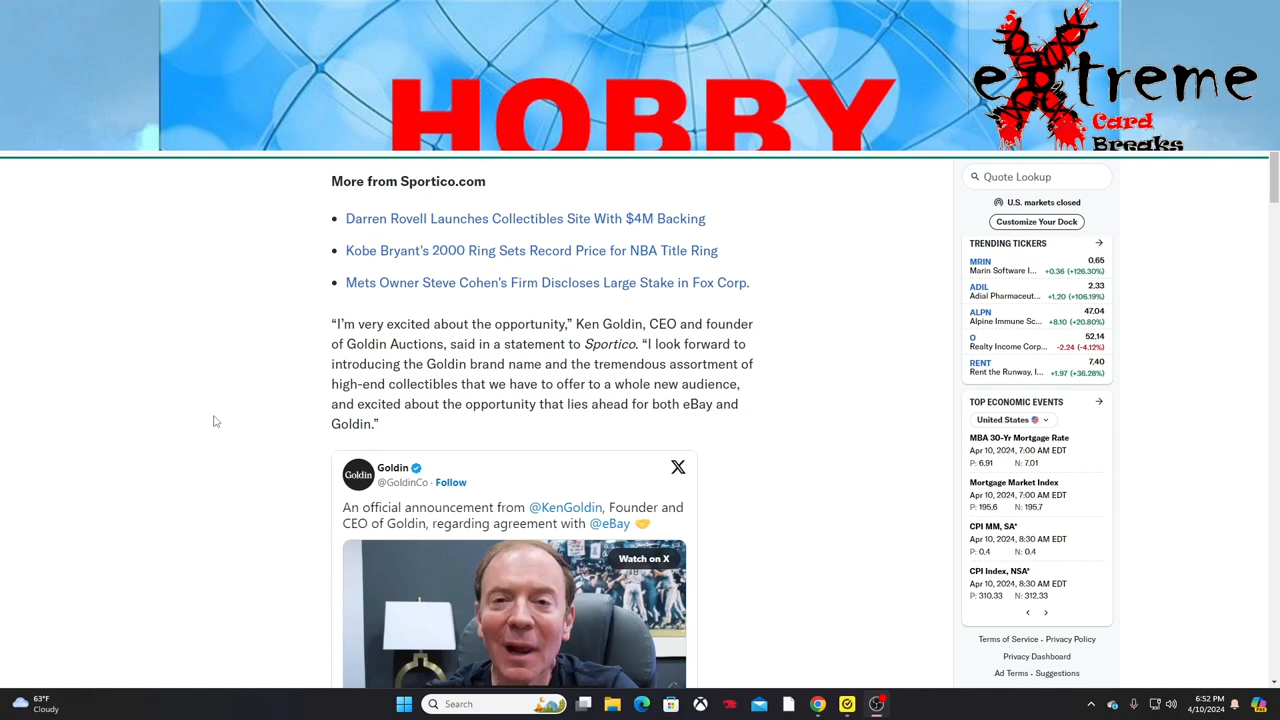 HOBBY
eXtreme
Card
Breaks
More from Sportico.com
Darren Rovell Launches Collectibles Site With $4M Backing
Kobe Bryant's 2000 Ring Sets Record Price for NBA Title Ring
Mets Owner Steve Cohen's Firm Discloses Large Stake in Fox Corp.
“I’m very excited about the opportunity,” Ken Goldin, CEO and founder
of Goldin Auctions, said in a statement to Sportico. “I look forward to
introducing the Goldin brand name and the tremendous assortment of
high-end collectibles that we have to offer to a whole new audience,
and excited about the opportunity that lies ahead for both eBay and
Goldin.”
Goldin
Goldin
@GoldinCo · Follow
An official announcement from @KenGoldin, Founder and
CEO of Goldin, regarding agreement with @eBay 🤝
Watch on X
Quote Lookup
U.S. markets closed
Customize Your Dock
TRENDING TICKERS
MRIN 0.65
Marin Software I... +0.36 (+126.30%)
ADIL 2.33
Adial Pharmaceut... +1.20 (+106.19%)
ALPN 47.04
Alpine Immune Sc... +8.10 (+20.80%)
O 52.14
Realty Income Corp... -2.24 (-4.12%)
RENT 7.40
Rent the Runway, I... +1.97 (+36.28%)
TOP ECONOMIC EVENTS
United States
MBA 30-Yr Mortgage Rate
Apr 10, 2024, 7:00 AM EDT
P: 6.91 N: 7.01
Mortgage Market Index
Apr 10, 2024, 7:00 AM EDT
P: 195.6 N: 195.7
CPI MM, SA*
Apr 10, 2024, 8:30 AM EDT
P: 0.4 N: 0.4
CPI Index, NSA*
Apr 10, 2024, 8:30 AM EDT
P: 310.33 N: 312.33
Terms of Service • Privacy Policy
Privacy Dashboard
Ad Terms • Suggestions
63°F
Cloudy
Search
6:52 PM
4/10/2024